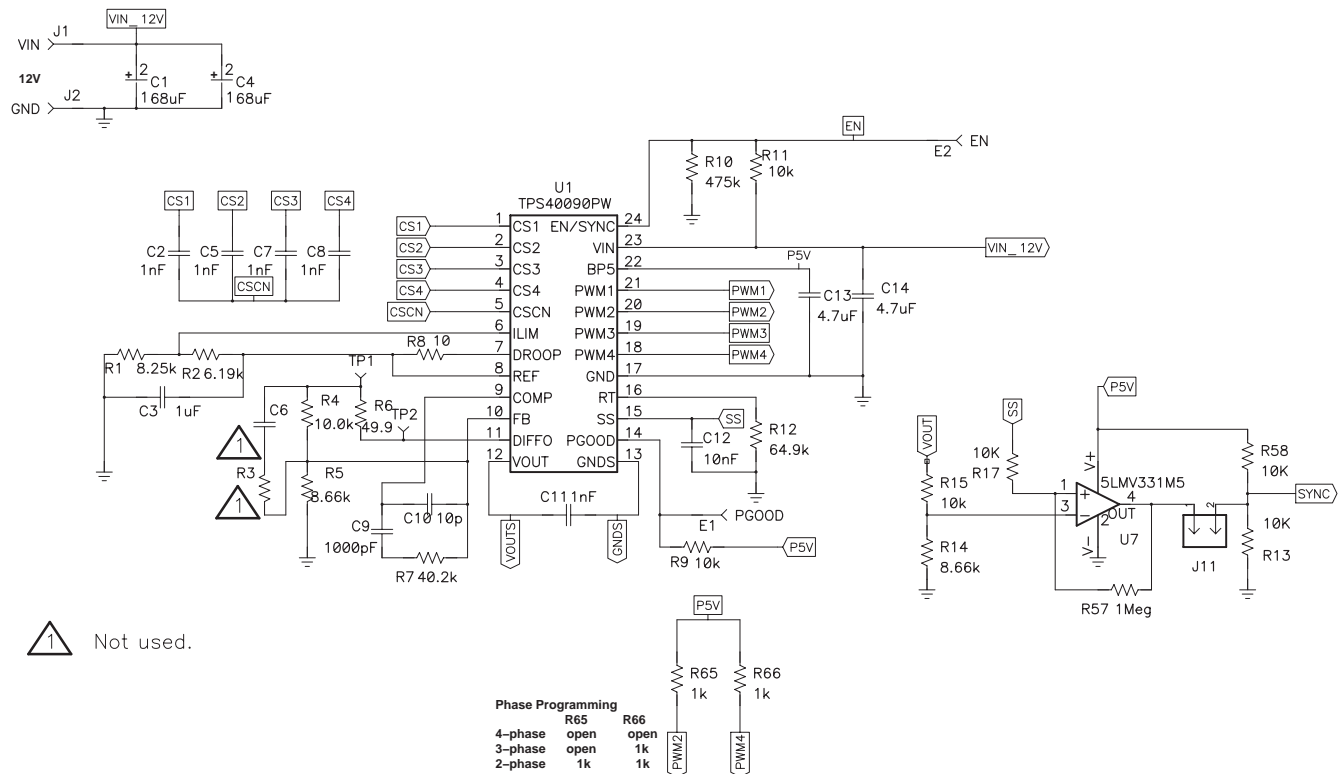 VIN_12V
J1
VIN
12V
2
C1
168uF
2
C4
168uF
J2
GND
EN
EN
E2
R10
475k
R11
10k
CS1 CS2 CS3 CS4
C2
1nF
C5
1nF
C7
1nF
C8
1nF
CSCN
U1
TPS40090PW
CS1 1 CS1 EN/SYNC 24
CS2 2 CS2 VIN 23 VIN_12V
CS3 3 CS3 BP5 22 P5V
CS4 4 CS4 PWM1 21 PWM1
CSCN 5 CSCN PWM2 20 PWM2
6 ILIM PWM3 19 PWM3
7 DROOP PWM4 18 PWM4
8 REF GND 17
9 COMP RT 16
10 FB SS 15 SS
11 DIFFO PGOOD 14
12 VOUT GNDS 13
C13
4.7uF
C14
4.7uF
R8 10
R1 8.25k
R2 6.19k
C3 1uF
TP1
C6
R4
10.0k
R6
49.9
TP2
1
R3
1
R5
8.66k
C10 10p
C9
1000pF
R7 40.2k
C11 1nF
VOUTS
GNDS
C12
10nF
R12
64.9k
PGOOD
E1
R9 10k
P5V
VOUT
SS
P5V
10K
R17
R15
10k
R14
8.66k
1
+
3
−
V+
5
LMV331M5
4
OUT
2
V−
U7
R57 1Meg
1 2
J11
R58
10K
SYNC
10K
R13
1 Not used.
P5V
R65
1k
R66
1k
PWM2
PWM4
Phase Programming
R65 R66
4−phase open open
3−phase open 1k
2−phase 1k 1k